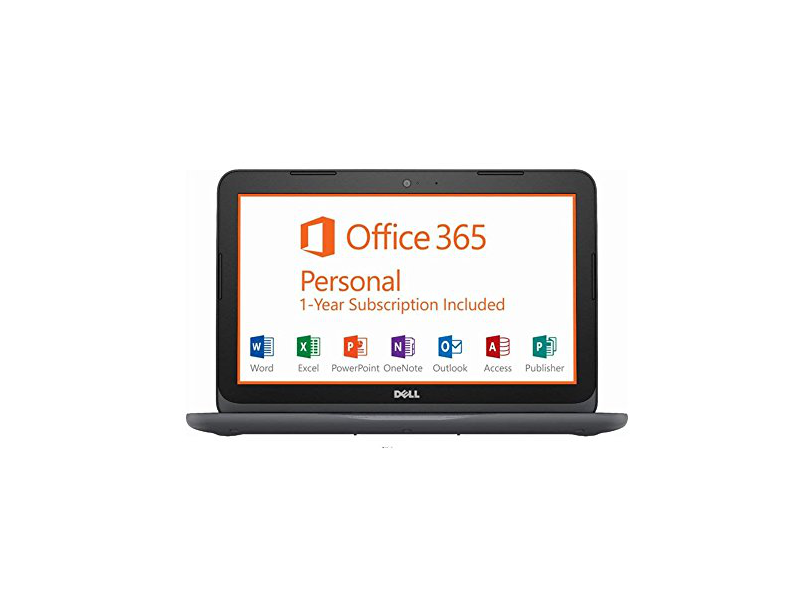 Office 365
Personal
1-Year Subscription Included
Word Excel PowerPoint OneNote Outlook Access Publisher
DELL